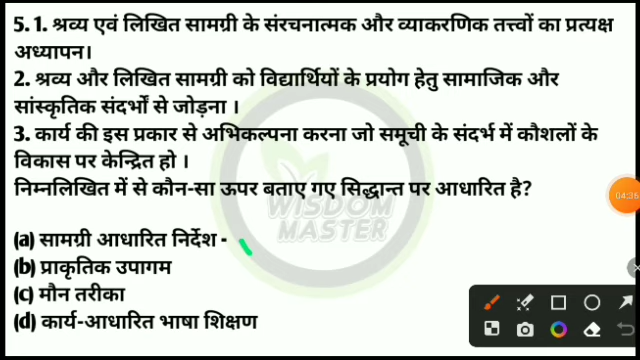 5. 1. श्रव्य एवं लिखित सामग्री के संरचनात्मक और व्याकरणिक तत्त्वों का प्रत्यक्ष
अध्यापन।
2. श्रव्य और लिखित सामग्री को विद्यार्थियों के प्रयोग हेतु सामाजिक और
सांस्कृतिक संदर्भों से जोड़ना ।
3. कार्य की इस प्रकार से अभिकल्पना करना जो समूची के संदर्भ में कौशलों के
विकास पर केन्द्रित हो ।
निम्नलिखित में से कौन-सा ऊपर बताए गए सिद्धान्त पर आधारित है?
WISDOM
MASTER
04:35
(a) सामग्री आधारित निर्देश -
(b) प्राकृतिक उपागम
(c) मौन तरीका
(d) कार्य-आधारित भाषा शिक्षण